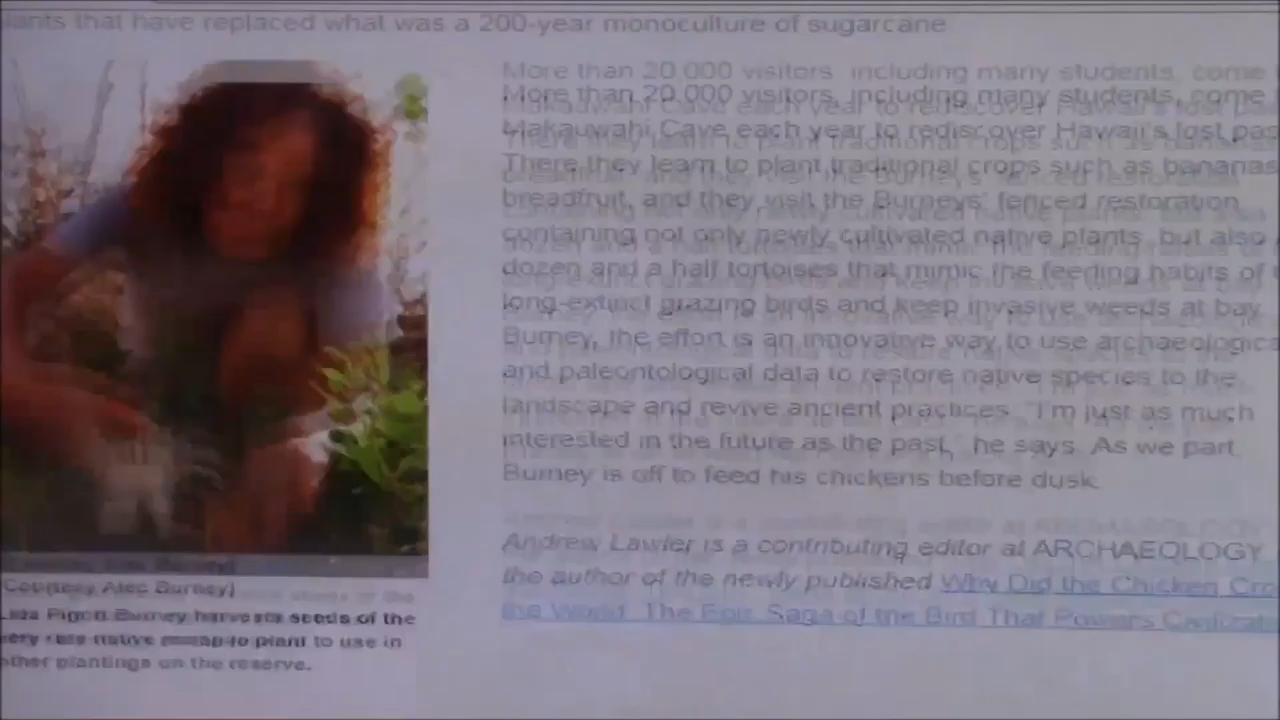 lants that have replaced what was a 200-year monoculture of sugarcane
More than 20,000 visitors, including many students, come
Makauwahi Cave each year to rediscover Hawaii's lost pas
There they learn to plant traditional crops such as bananas
breadfruit, and they visit the Burneys' fenced restoration
containing not only newly cultivated native plants, but also
dozen and a half tortoises that mimic the feeding habits of
long-extinct grazing birds and keep invasive weeds at bay.
Burney, the effort is an innovative way to use archaeologica
and paleontological data to restore native species to the
landscape and revive ancient practices. "I'm just as much
interested in the future as the past," he says. As we part,
Burney is off to feed his chickens before dusk.
Andrew Lawler is a contributing editor at ARCHAEOLOGY
the author of the newly published Why Did the Chicken Cro
the World: The Epic Saga of the Bird That Powers Civilizati
(Courtesy Alec Burney)
Burney harvests seeds of the
native plant to use in
other plantings on the reserve.